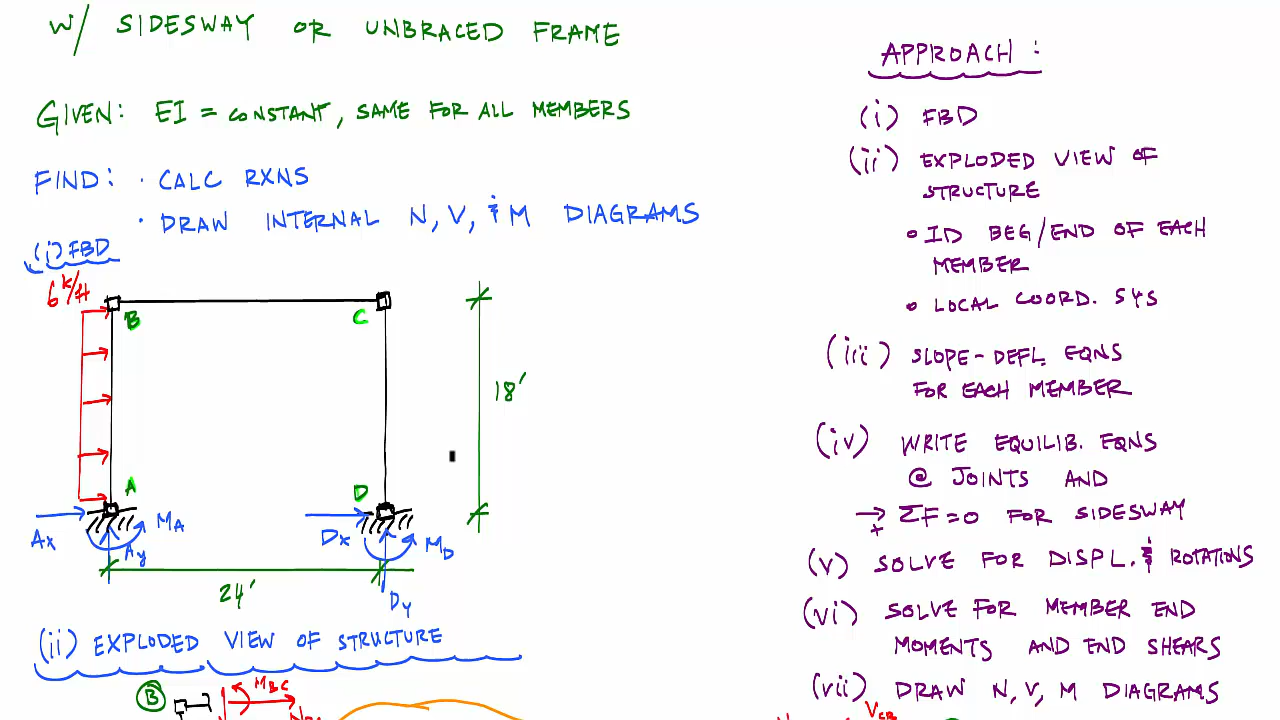 W/ SIDESWAY OR UNBRACED FRAME
GIVEN: EI = CONSTANT, SAME FOR ALL MEMBERS
FIND: · CALC RXNS
· DRAW INTERNAL N, V, & M DIAGRAMS
(i) FBD
6 k/ft
B
C
18'
A
D
Ax
MA
Ay
Dx
MD
24'
Dy
(ii) EXPLODED VIEW OF STRUCTURE
B
MBC
APPROACH:
(i) FBD
(ii) EXPLODED VIEW OF
STRUCTURE
• ID BEG/END OF EACH
MEMBER
• LOCAL COORD. SYS
(iii) SLOPE-DEFL. EQNS
FOR EACH MEMBER
(iv) WRITE EQUILIB. EQNS
@ JOINTS AND
→+ ΣF=0 FOR SIDESWAY
(v) SOLVE FOR DISPL. & ROTATIONS
(vi) SOLVE FOR MEMBER END
MOMENTS AND END SHEARS
(vii) DRAW N, V, M DIAGRAMS
VCB